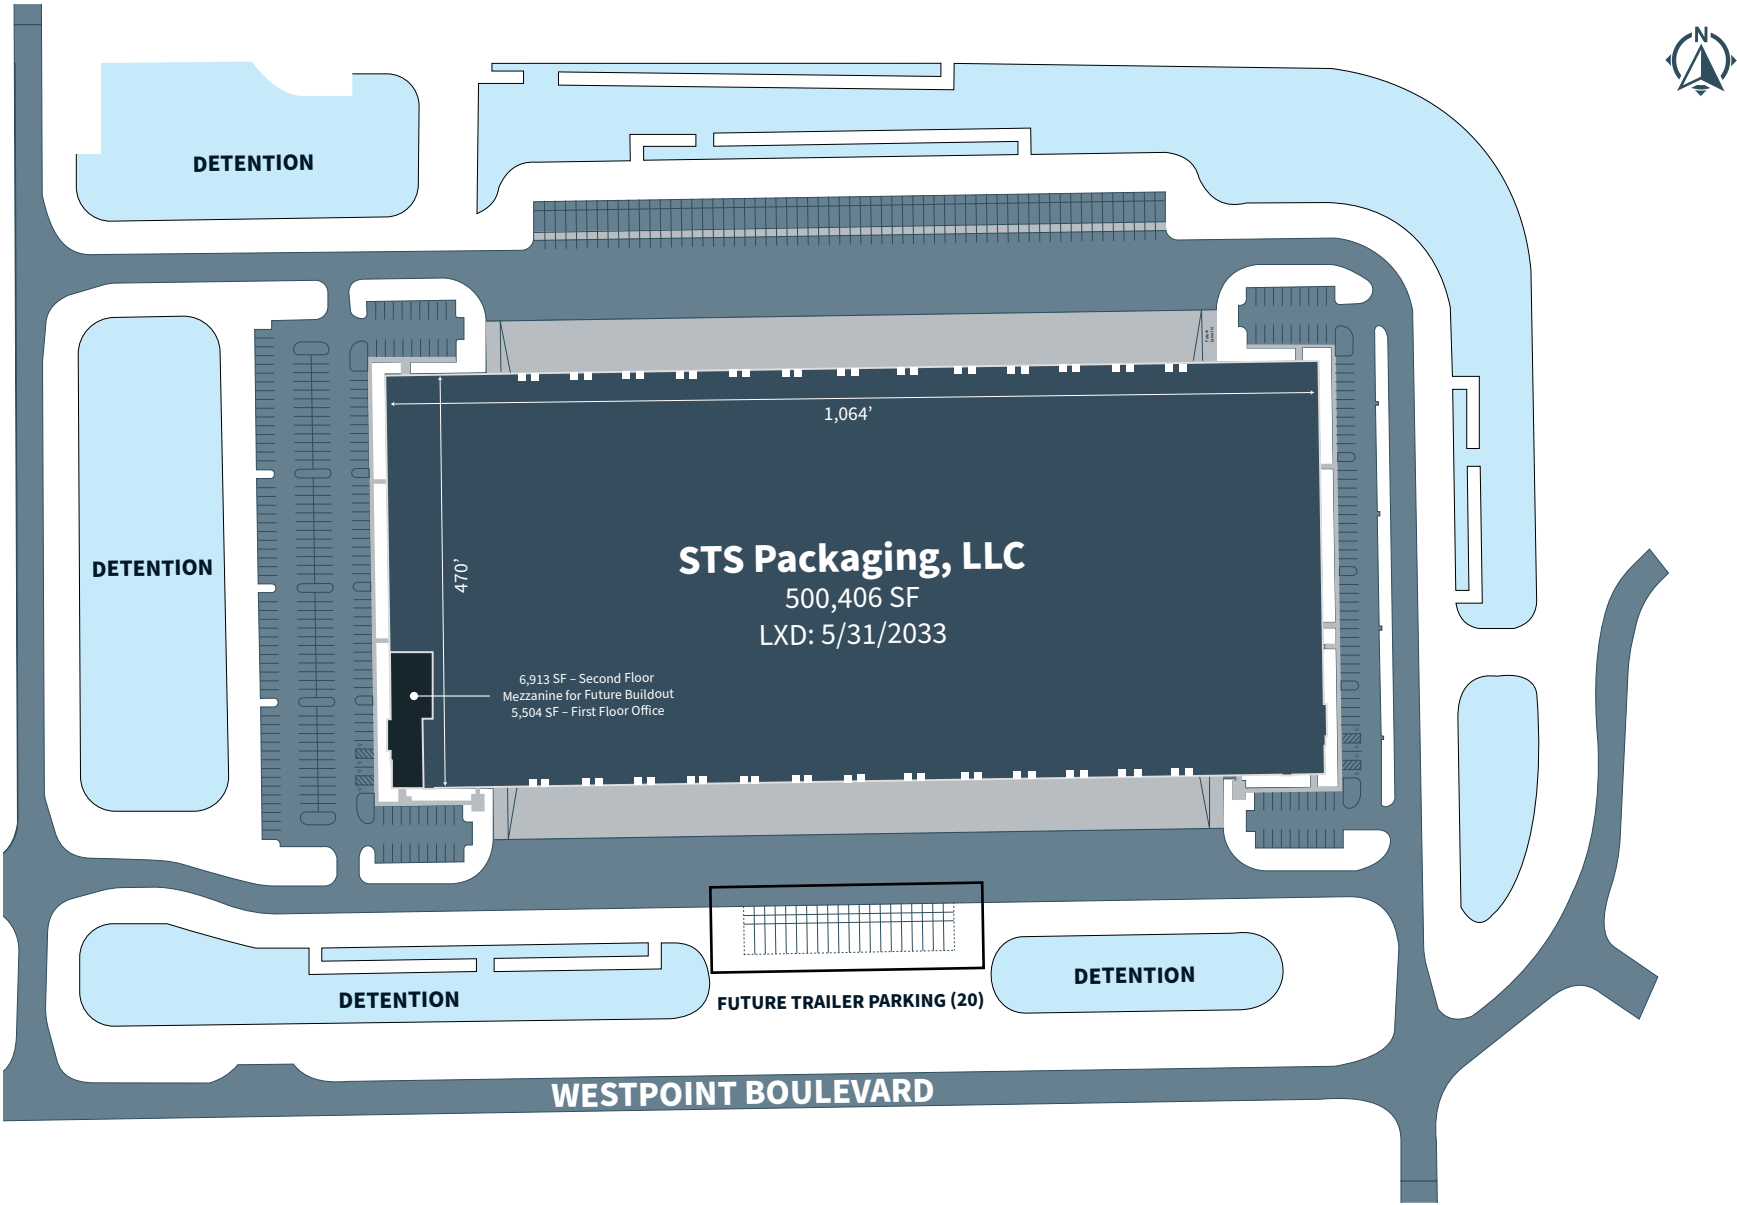 N
DETENTION
1,064’
470’
STS Packaging, LLC
500,406 SF
LXD: 5/31/2033
DETENTION
6,913 SF – Second Floor
Mezzanine for Future Buildout
5,504 SF – First Floor Office
DETENTION
FUTURE TRAILER PARKING (20)
DETENTION
WESTPOINT BOULEVARD